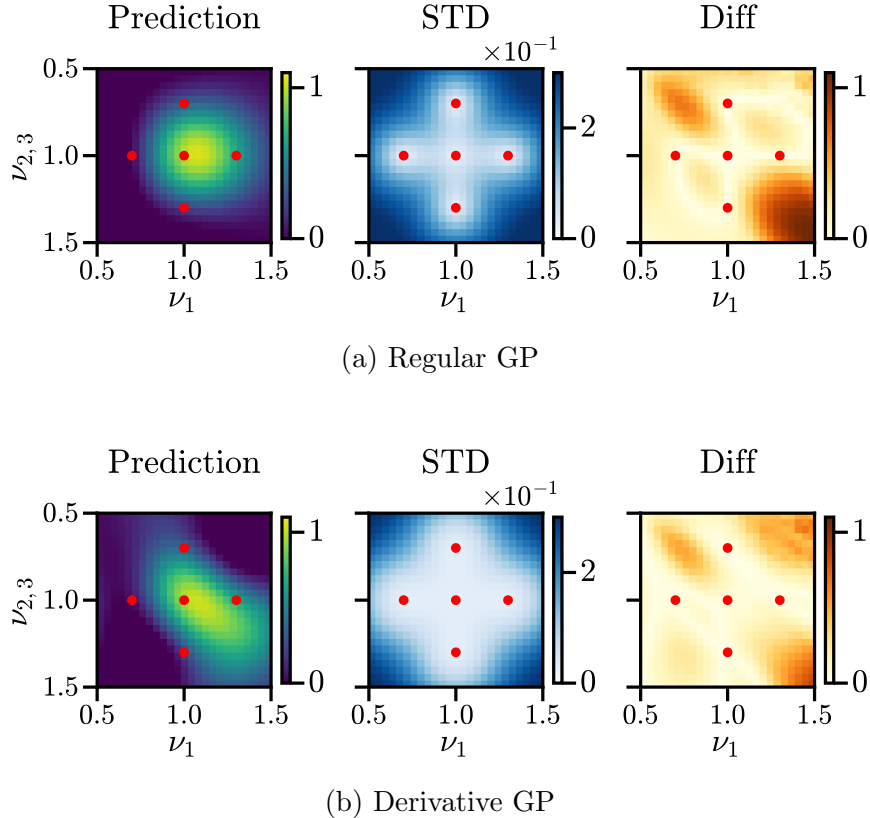 Prediction STD Diff
×10⁻¹
0.5 1 2 1
ν₂,₃ 1.0
1.5 0 0 0
0.5 1.0 1.5 0.5 1.0 1.5 0.5 1.0 1.5
ν₁ ν₁ ν₁
(a) Regular GP
Prediction STD Diff
×10⁻¹
0.5 1 2 1
ν₂,₃ 1.0
1.5 0 0 0
0.5 1.0 1.5 0.5 1.0 1.5 0.5 1.0 1.5
ν₁ ν₁ ν₁
(b) Derivative GP